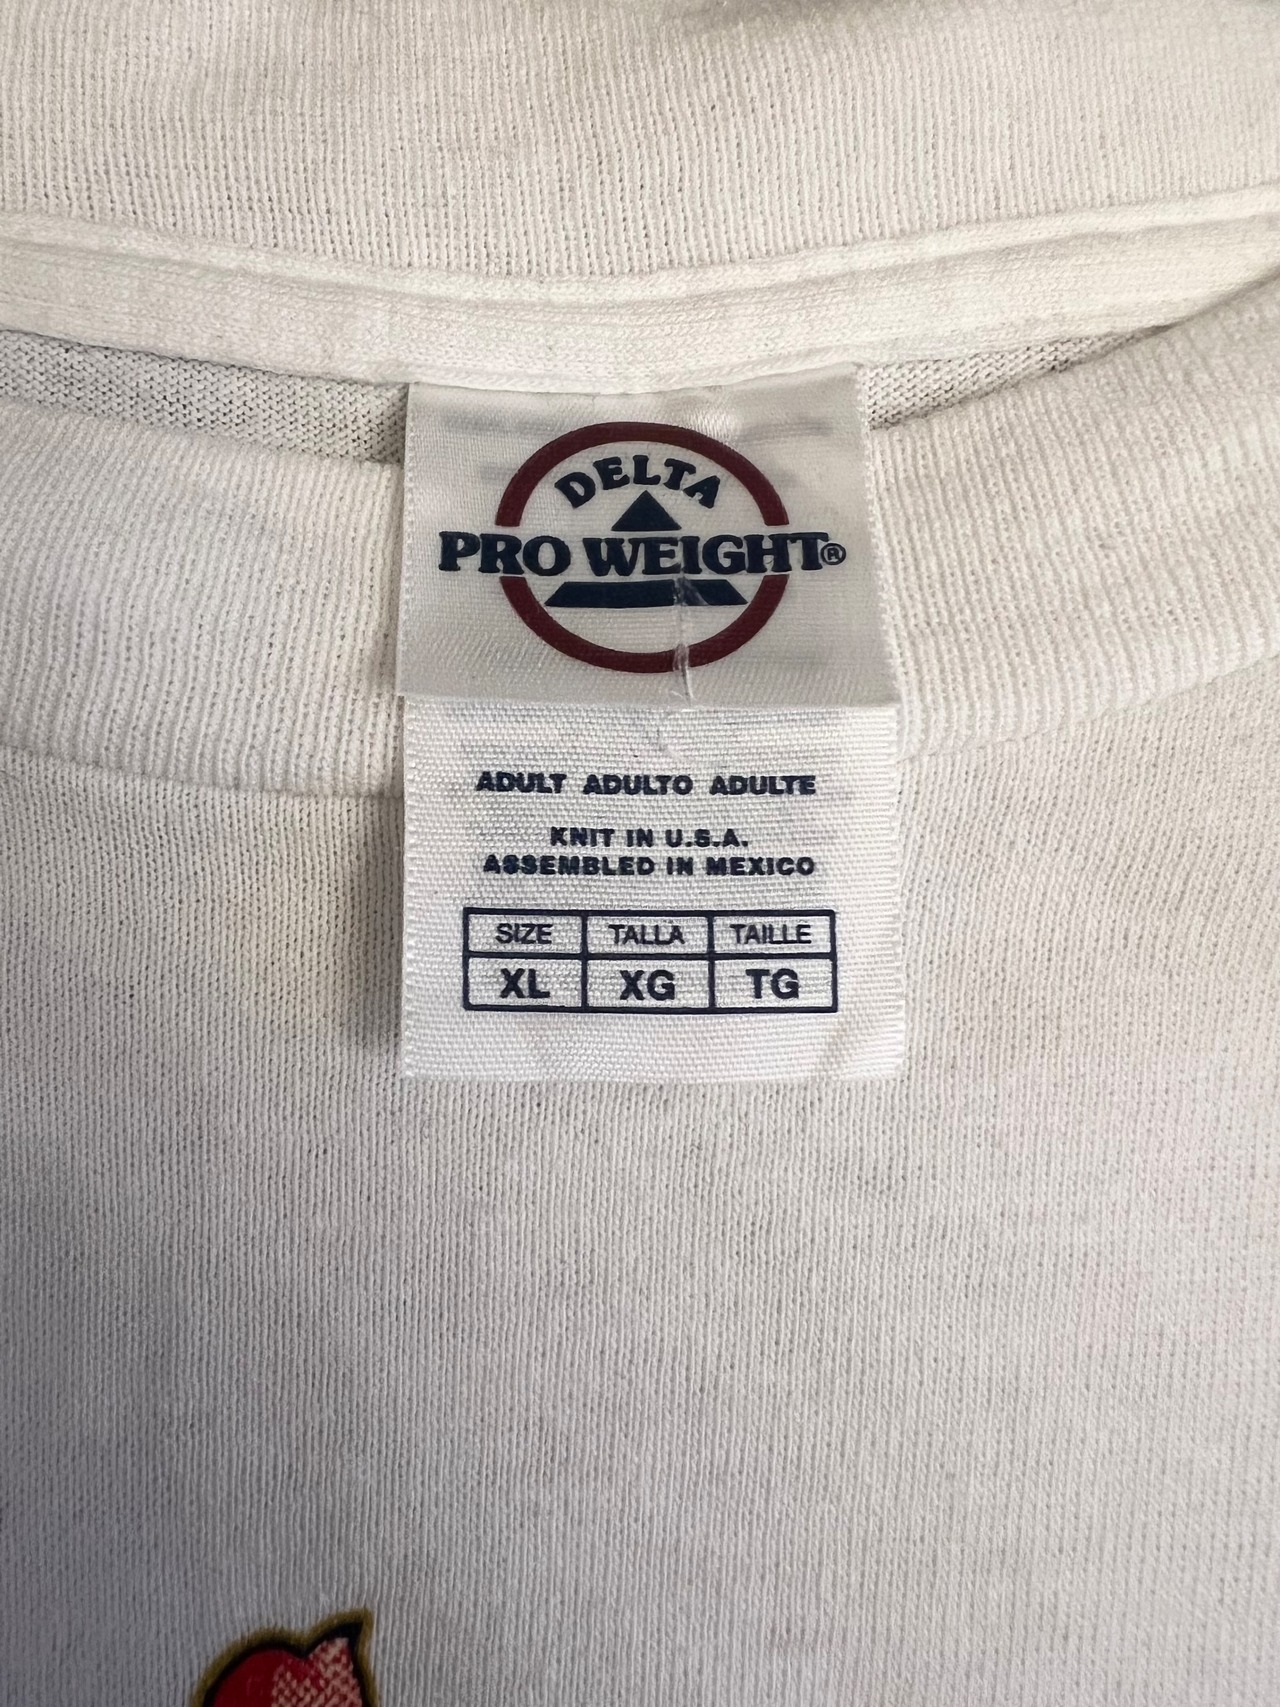 DELTA
PRO WEIGHT®
ADULT ADULTO ADULTE
KNIT IN U.S.A.
ASSEMBLED IN MEXICO
SIZE TALLA TAILLE
XL XG TG